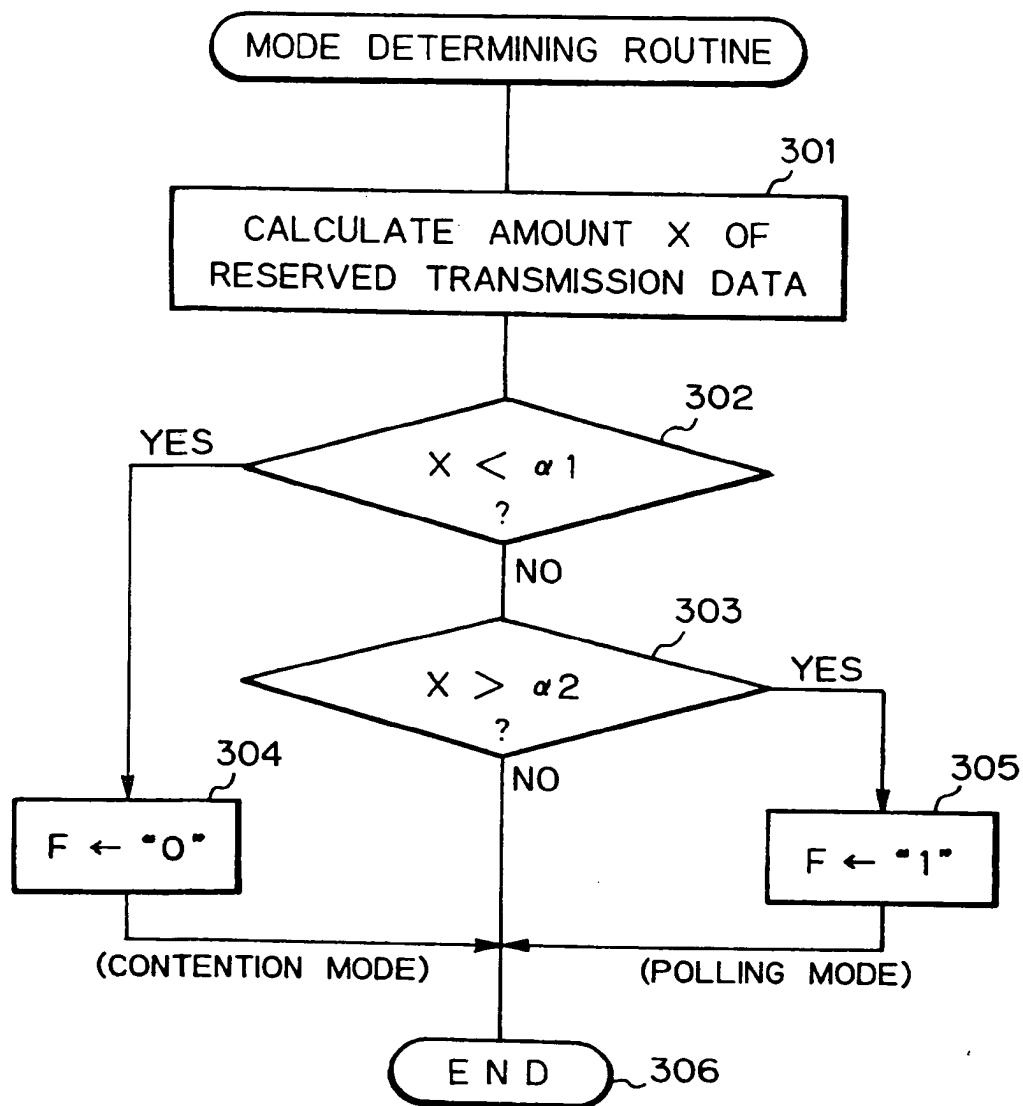 MODE DETERMINING ROUTINE
301
CALCULATE AMOUNT X OF
RESERVED TRANSMISSION DATA
302
YES
X < α1
?
NO
303
X > α2
?
YES
NO
304
F ← “0”
305
F ← “1”
(CONTENTION MODE)
(POLLING MODE)
END
306